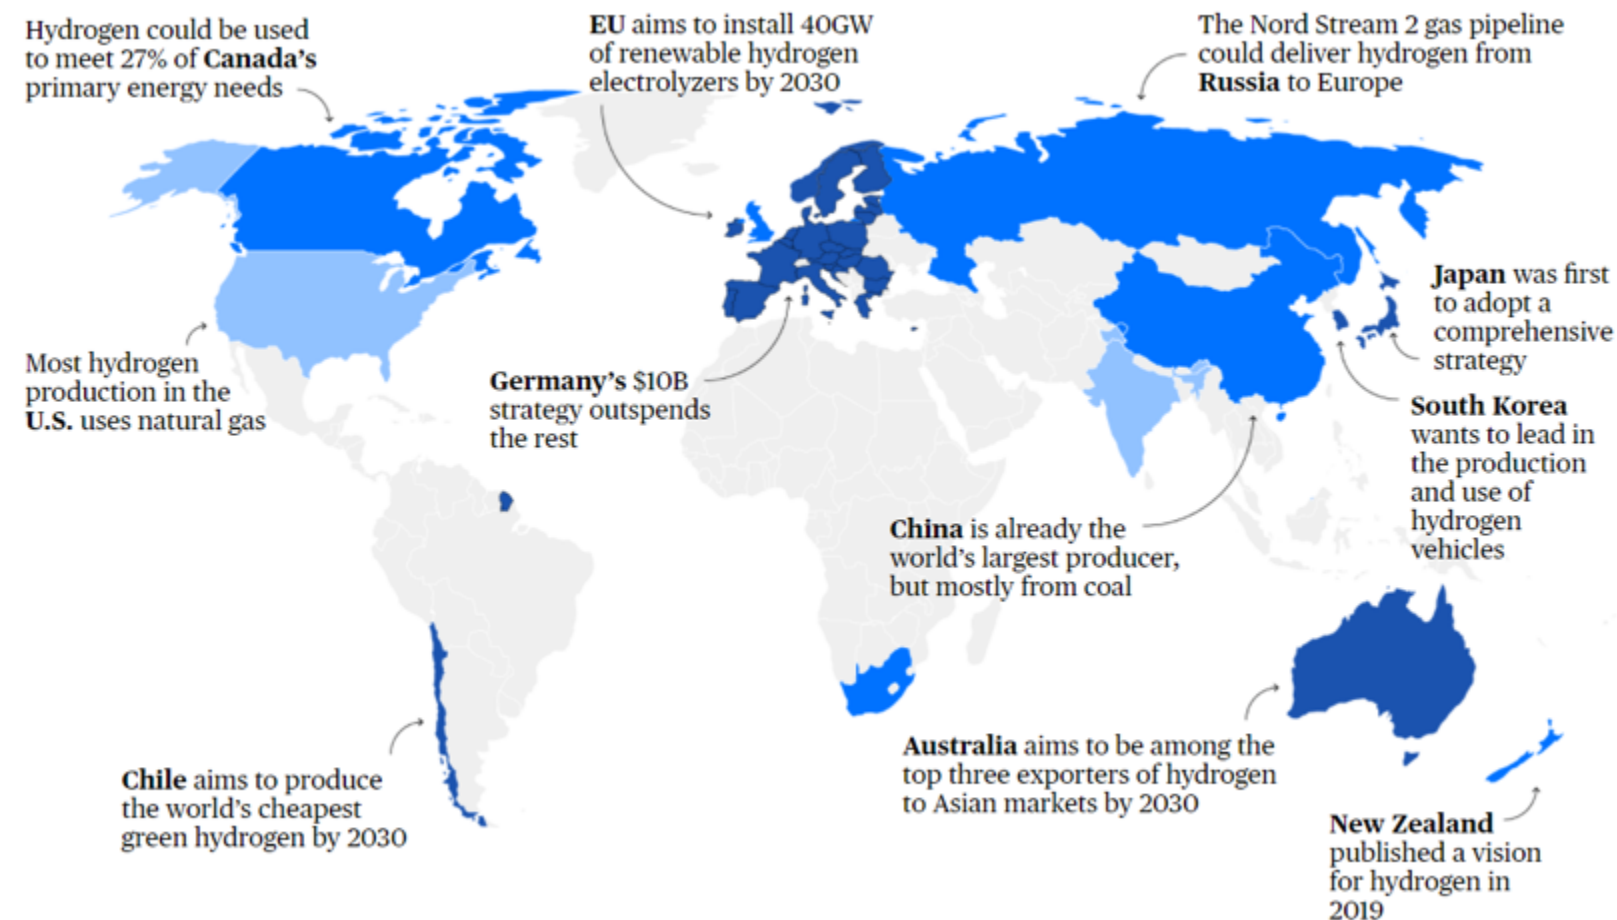 Hydrogen could be used
to meet 27% of Canada's
primary energy needs
EU aims to install 40GW
of renewable hydrogen
electrolyzers by 2030
The Nord Stream 2 gas pipeline
could deliver hydrogen from
Russia to Europe
Japan was first
to adopt a
comprehensive
strategy
Most hydrogen
production in the
U.S. uses natural gas
Germany's $10B
strategy outspends
the rest
South Korea
wants to lead in
the production
and use of
hydrogen
vehicles
China is already the
world's largest producer,
but mostly from coal
Chile aims to produce
the world's cheapest
green hydrogen by 2030
Australia aims to be among the
top three exporters of hydrogen
to Asian markets by 2030
New Zealand
published a vision
for hydrogen in
2019